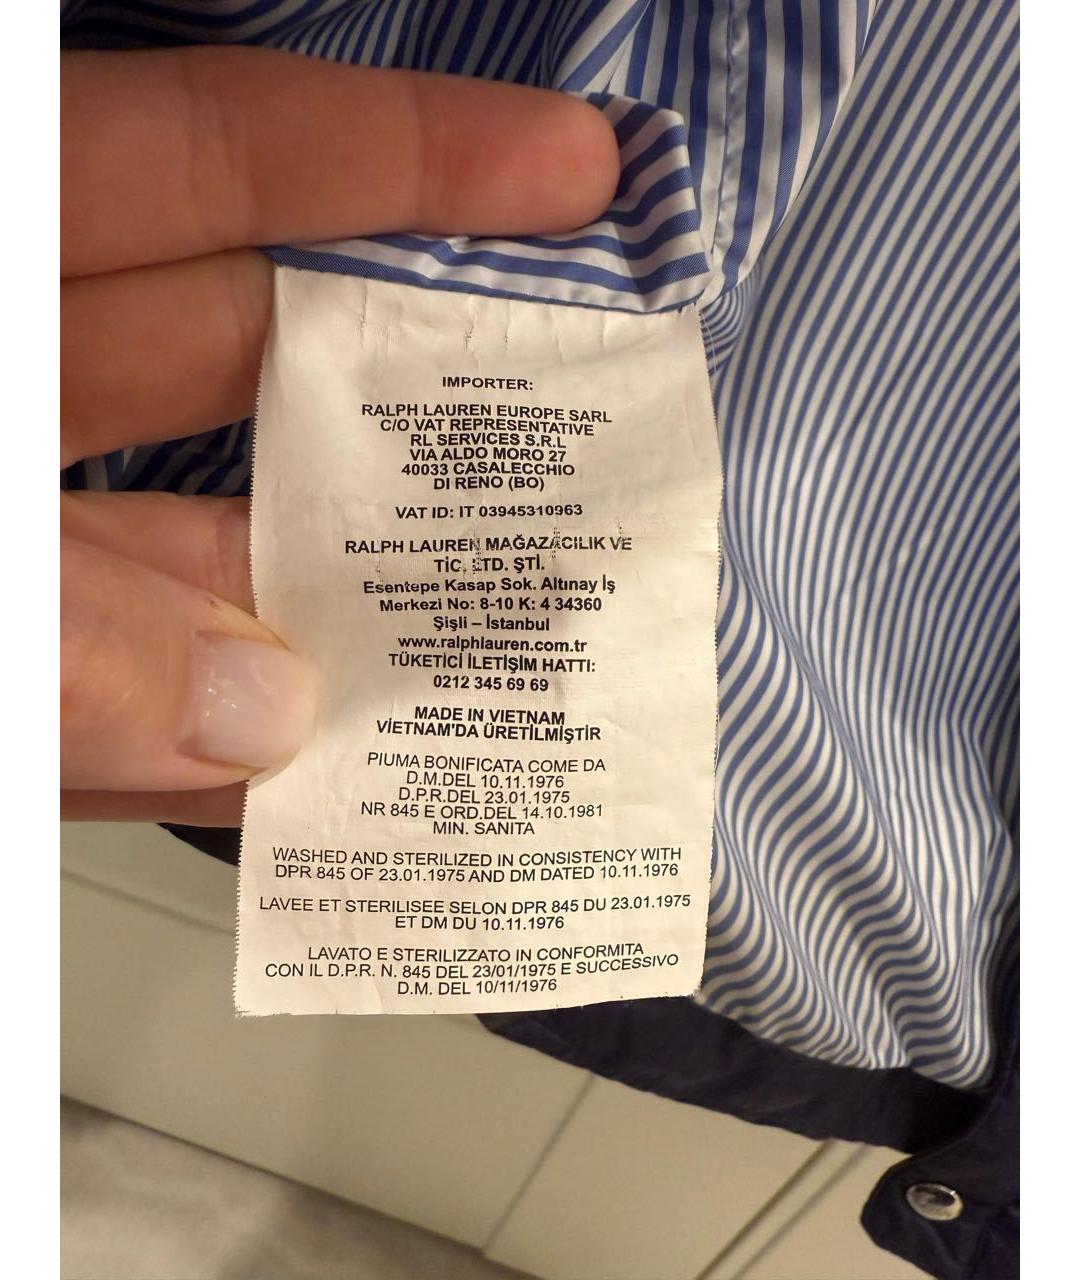 IMPORTER:
RALPH LAUREN EUROPE SARL
C/O VAT REPRESENTATIVE
RL SERVICES S.R.L
VIA ALDO MORO 27
40033 CASALECCHIO
DI RENO (BO)
VAT ID: IT 03945310963
RALPH LAUREN MAĞAZACILIK VE
TİC. LTD. ŞTİ.
Esentepe Kasap Sok. Altınay İş
Merkezi No: 8-10 K: 4 34360
Şişli – İstanbul
www.ralphlauren.com.tr
TÜKETİCİ İLETİŞİM HATTI:
0212 345 69 69
MADE IN VIETNAM
VİETNAM'DA ÜRETİLMİŞTİR
PIUMA BONIFICATA COME DA
D.M.DEL 10.11.1976
D.P.R.DEL 23.01.1975
NR 845 E ORD.DEL 14.10.1981
MIN. SANITA
WASHED AND STERILIZED IN CONSISTENCY WITH
DPR 845 OF 23.01.1975 AND DM DATED 10.11.1976
LAVEE ET STERILISEE SELON DPR 845 DU 23.01.1975
ET DM DU 10.11.1976
LAVATO E STERILIZZATO IN CONFORMITA
CON IL D.P.R. N. 845 DEL 23/01/1975 E SUCCESSIVO
D.M. DEL 10/11/1976